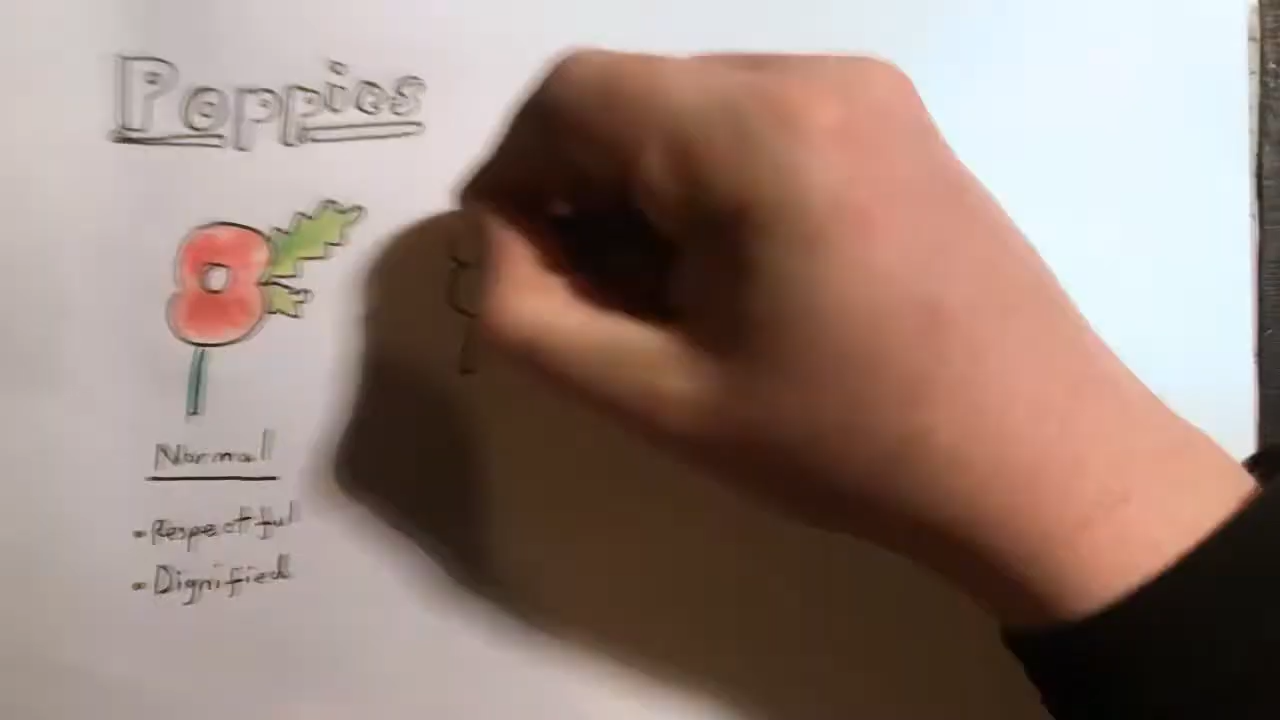 Poppies
Normal
- Respectful
- Dignified